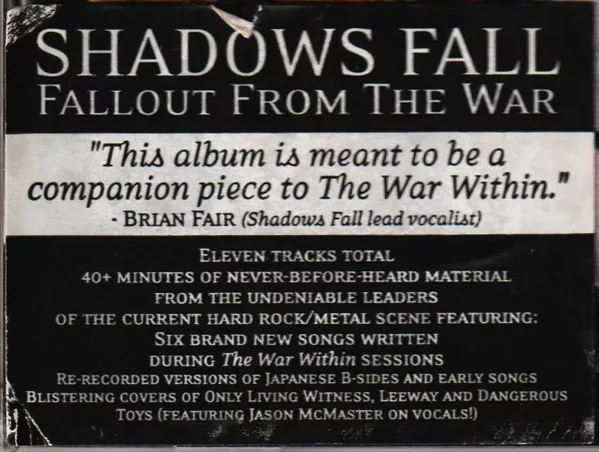 SHADOWS FALL
FALLOUT FROM THE WAR
"This album is meant to be a
companion piece to The War Within."
- BRIAN FAIR (Shadows Fall lead vocalist)
ELEVEN TRACKS TOTAL
40+ MINUTES OF NEVER-BEFORE-HEARD MATERIAL
FROM THE UNDENIABLE LEADERS
OF THE CURRENT HARD ROCK/METAL SCENE FEATURING:
SIX BRAND NEW SONGS WRITTEN
DURING The War Within SESSIONS
RE-RECORDED VERSIONS OF JAPANESE B-SIDES AND EARLY SONGS
BLISTERING COVERS OF ONLY LIVING WITNESS, LEEWAY AND DANGEROUS
TOYS (FEATURING JASON MCMASTER ON VOCALS!)